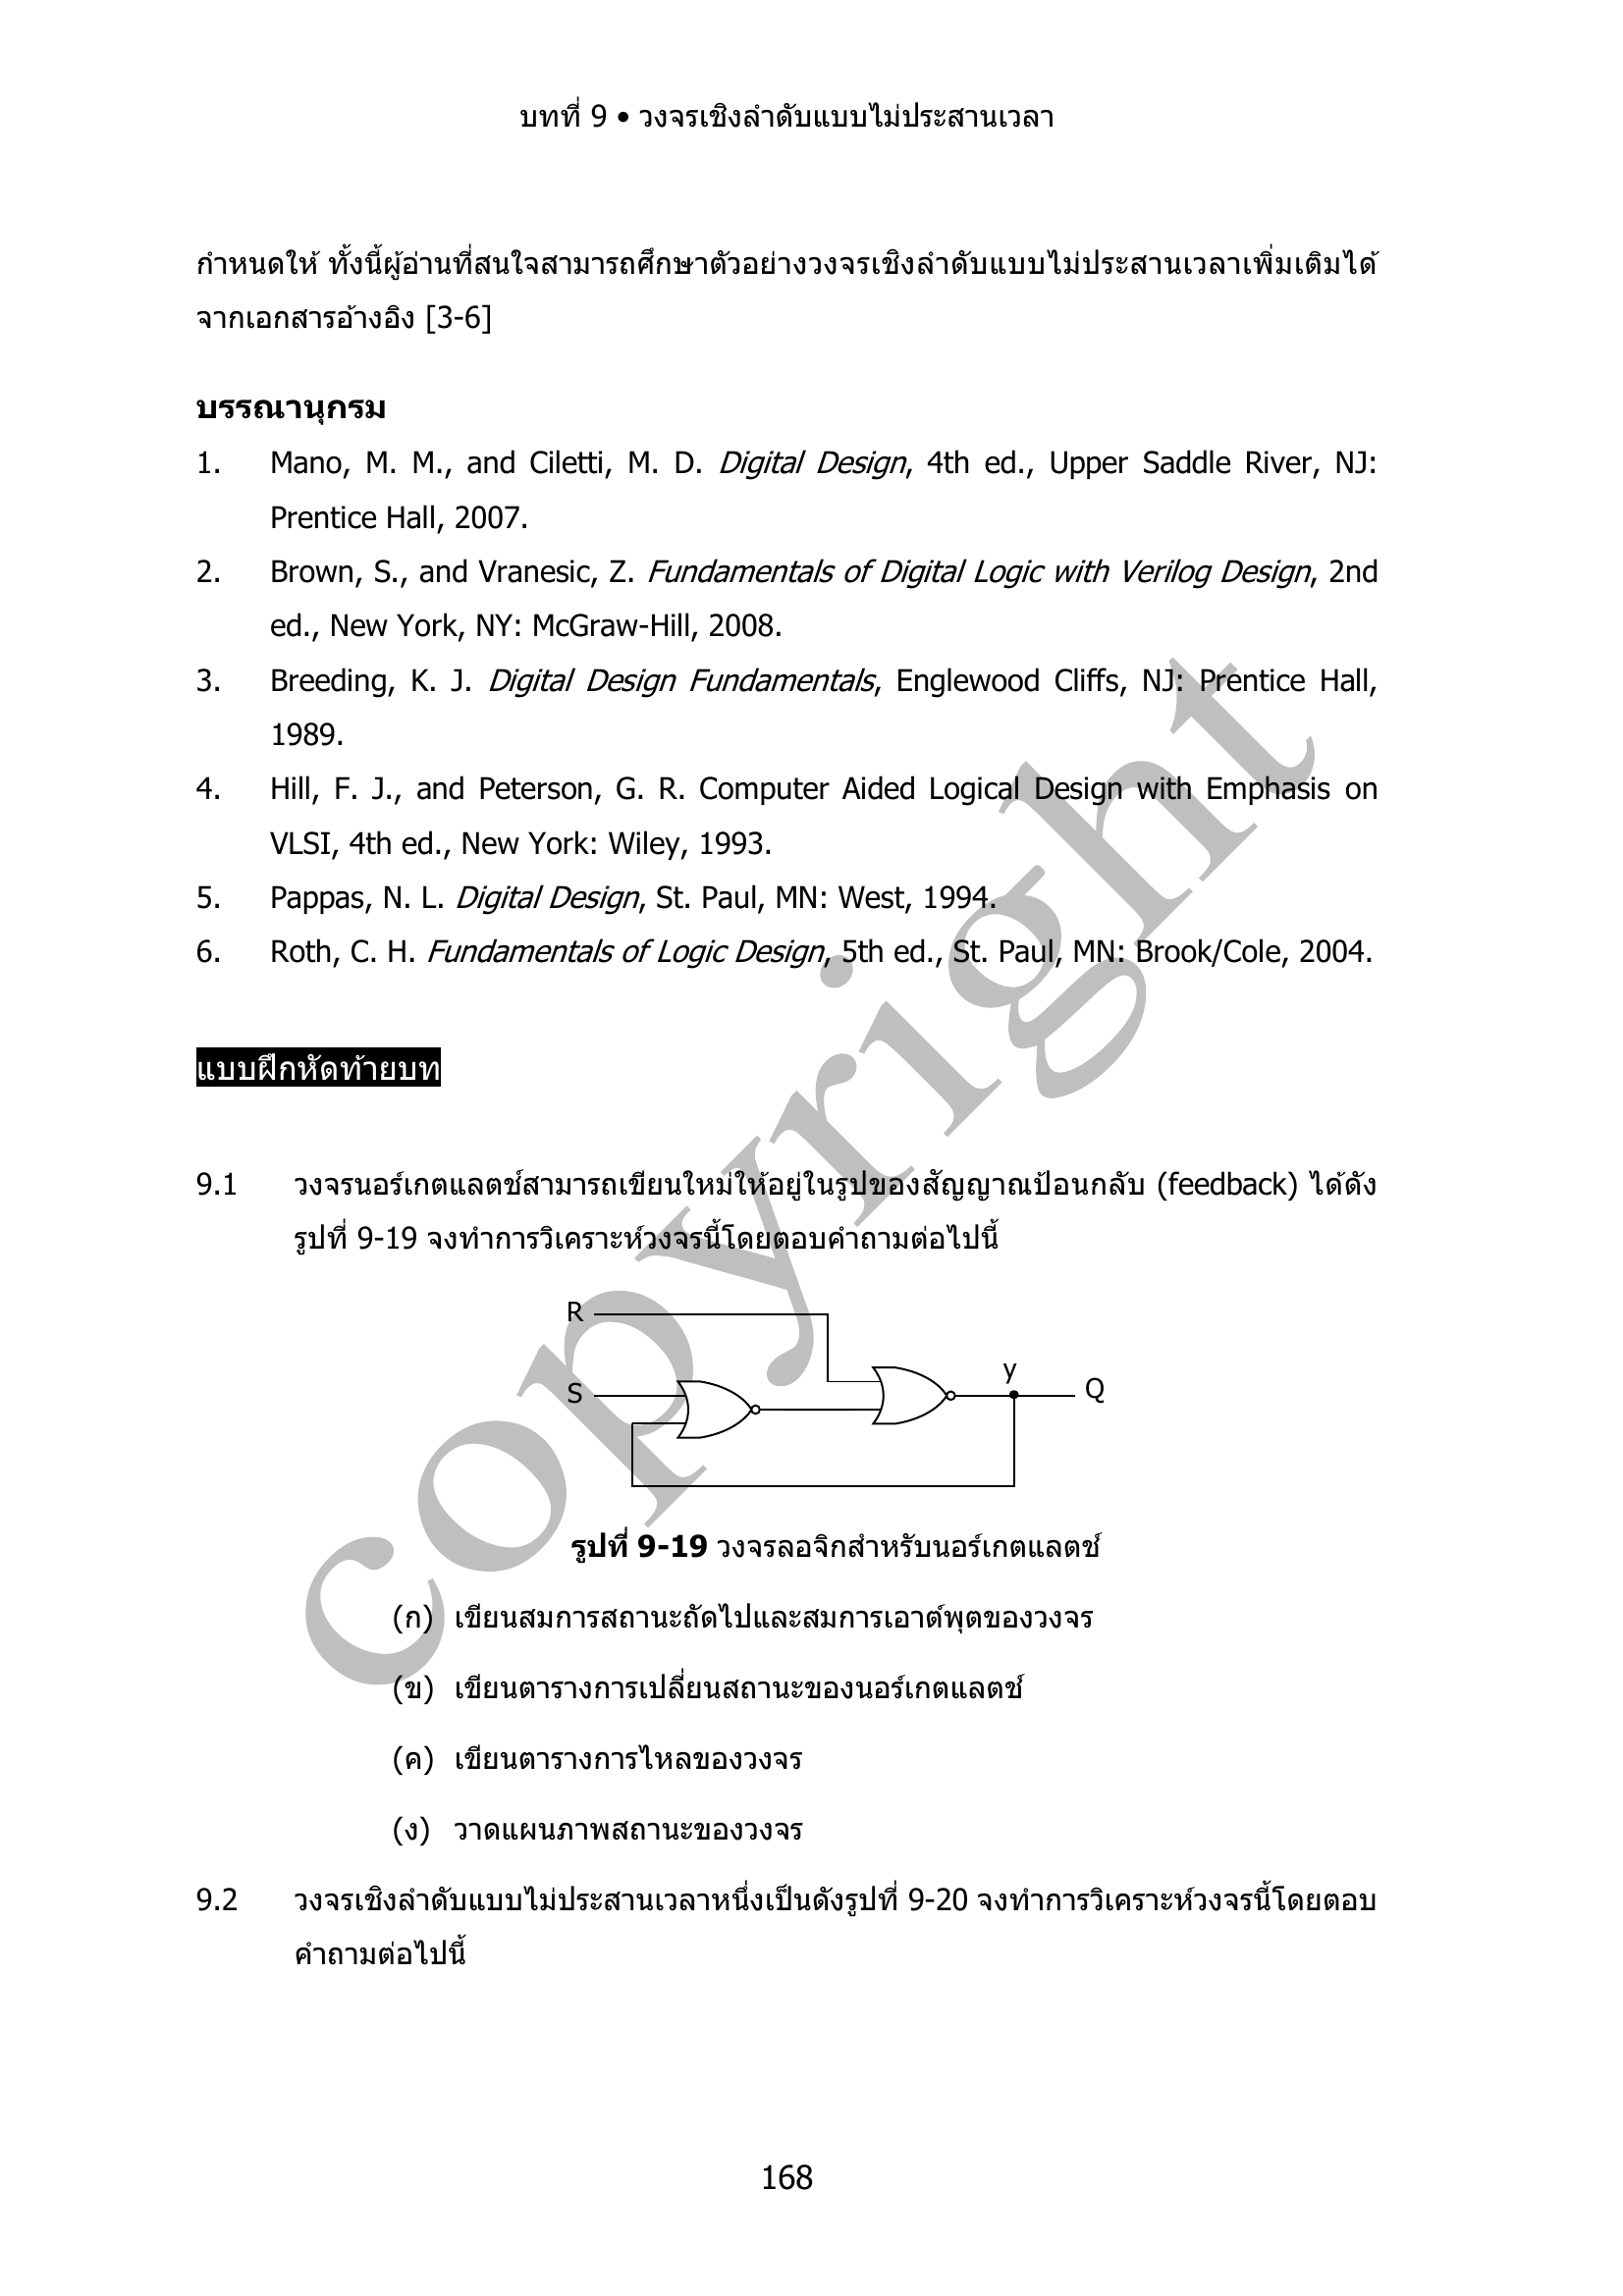 บทที่ 9 • วงจรเชิงลำดับแบบไม่ประสานเวลา
กำหนดให้ ทั้งนี้ผู้อ่านที่สนใจสามารถศึกษาตัวอย่างวงจรเชิงลำดับแบบไม่ประสานเวลาเพิ่มเติมได้
จากเอกสารอ้างอิง [3-6]
บรรณานุกรม
1. Mano, M. M., and Ciletti, M. D. Digital Design, 4th ed., Upper Saddle River, NJ:
Prentice Hall, 2007.
2. Brown, S., and Vranesic, Z. Fundamentals of Digital Logic with Verilog Design, 2nd
ed., New York, NY: McGraw-Hill, 2008.
3. Breeding, K. J. Digital Design Fundamentals, Englewood Cliffs, NJ: Prentice Hall,
1989.
4. Hill, F. J., and Peterson, G. R. Computer Aided Logical Design with Emphasis on
VLSI, 4th ed., New York: Wiley, 1993.
5. Pappas, N. L. Digital Design, St. Paul, MN: West, 1994.
6. Roth, C. H. Fundamentals of Logic Design, 5th ed., St. Paul, MN: Brook/Cole, 2004.
แบบฝึกหัดท้ายบท
9.1 วงจรนอร์เกตแลตช์สามารถเขียนใหม่ให้อยู่ในรูปของสัญญาณป้อนกลับ (feedback) ได้ดัง
รูปที่ 9-19 จงทำการวิเคราะห์วงจรนี้โดยตอบคำถามต่อไปนี้
R
S
y
Q
รูปที่ 9-19 วงจรลอจิกสำหรับนอร์เกตแลตช์
(ก) เขียนสมการสถานะถัดไปและสมการเอาต์พุตของวงจร
(ข) เขียนตารางการเปลี่ยนสถานะของนอร์เกตแลตช์
(ค) เขียนตารางการไหลของวงจร
(ง) วาดแผนภาพสถานะของวงจร
9.2 วงจรเชิงลำดับแบบไม่ประสานเวลาหนึ่งเป็นดังรูปที่ 9-20 จงทำการวิเคราะห์วงจรนี้โดยตอบ
คำถามต่อไปนี้
168
copyright